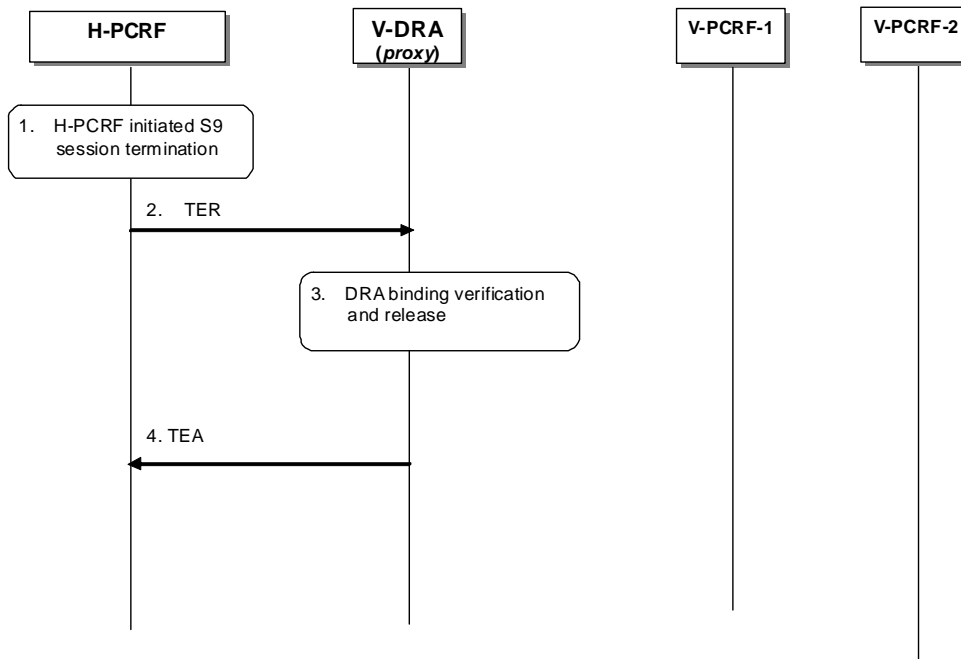 H-PCRF
V-DRA
(proxy)
V-PCRF-1
V-PCRF-2
1. H-PCRF initiated S9
session termination
2. TER
3. DRA binding verification
and release
4. TEA